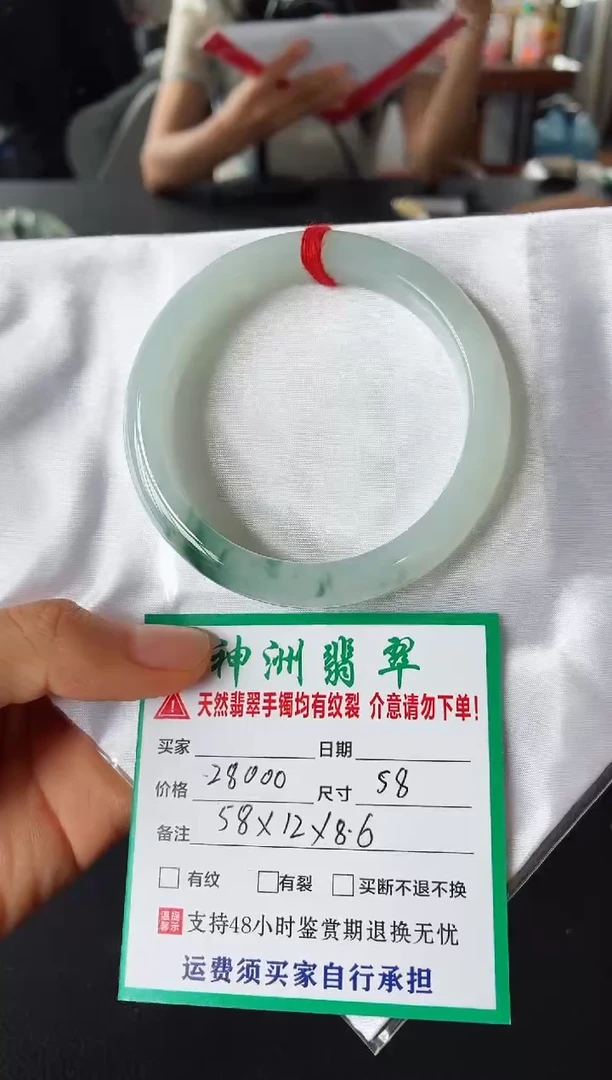 神洲翡翠
天然翡翠手镯均有纹裂 介意请勿下单!
买家 日期
价格 28000 尺寸 58
备注 58X12X8.6
有纹 有裂 买断不退不换
温馨提示 支持48小时鉴赏期退换无忧
运费须买家自行承担